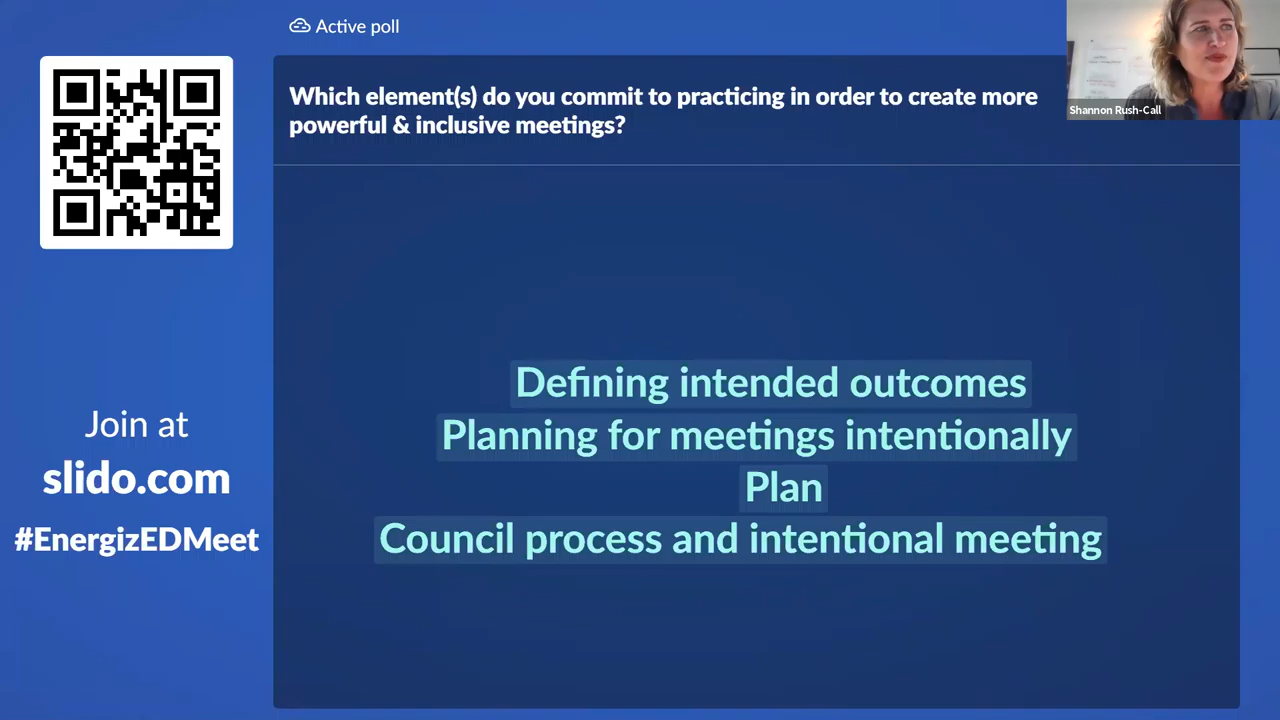 Active poll
Which element(s) do you commit to practicing in order to create more
powerful & inclusive meetings?
Shannon Rush-Call
Defining intended outcomes
Planning for meetings intentionally
Plan
Council process and intentional meeting
Join at
slido.com
#EnergizEDMeet